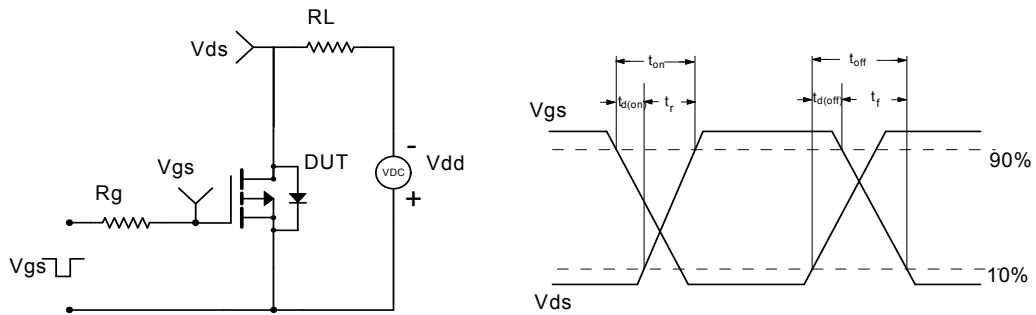 RL
Vds
Vgs
DUT
-
VDC
Vdd
+
Rg
Vgs
ton
toff
td(on)
tr
td(off)
tf
Vgs
90%
10%
Vds